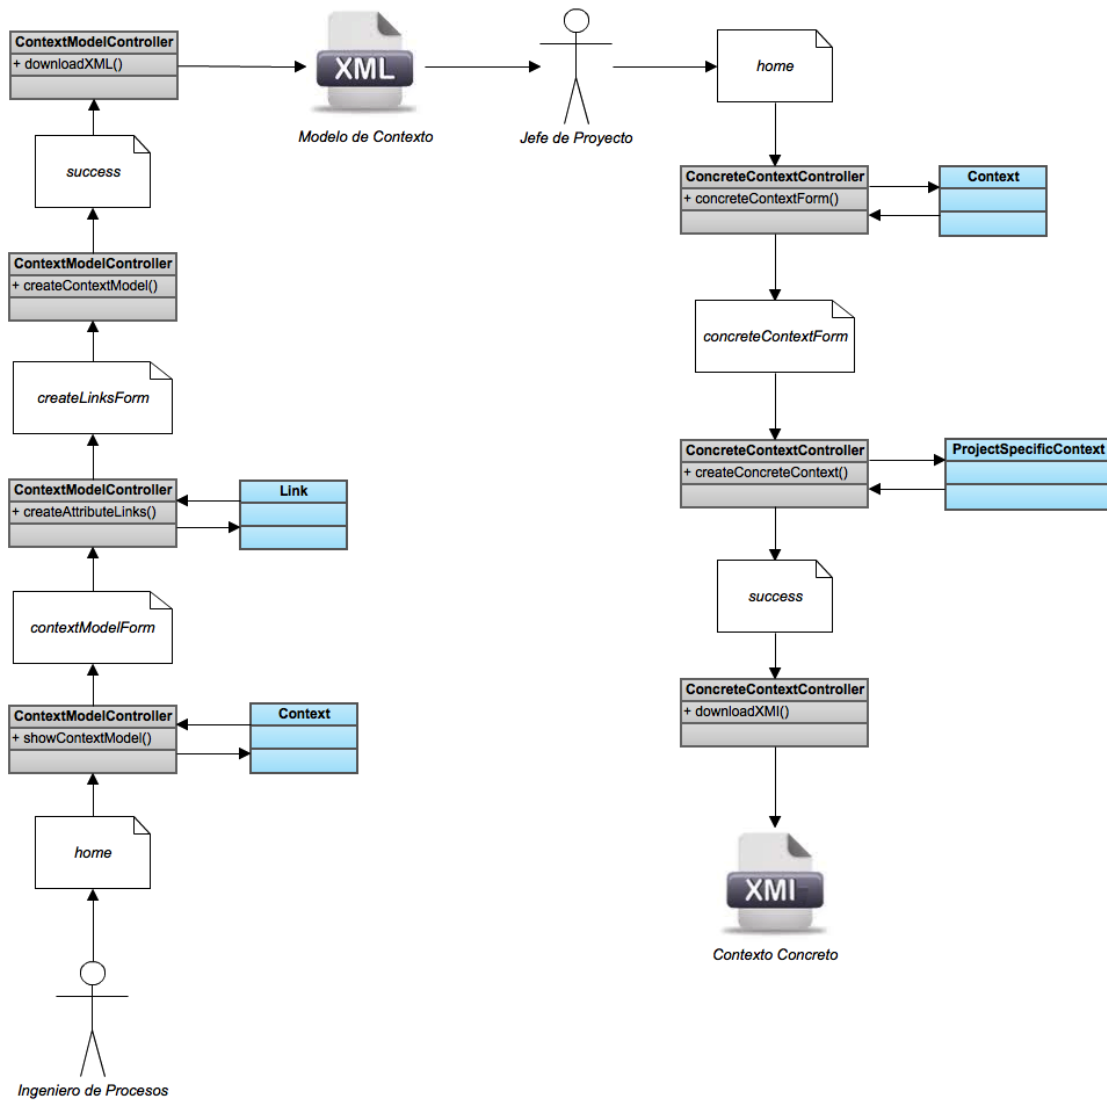 ContextModelController
+ downloadXML()
XML
Modelo de Contexto
Jefe de Proyecto
home
success
ConcreteContextController
+ concreteContextForm()
Context
ContextModelController
+ createContextModel()
concreteContextForm
createLinksForm
ConcreteContextController
+ createConcreteContext()
ProjectSpecificContext
ContextModelController
+ createAttributeLinks()
Link
success
contextModelForm
ConcreteContextController
+ downloadXMI()
ContextModelController
+ showContextModel()
Context
home
XMI
Contexto Concreto
Ingeniero de Procesos